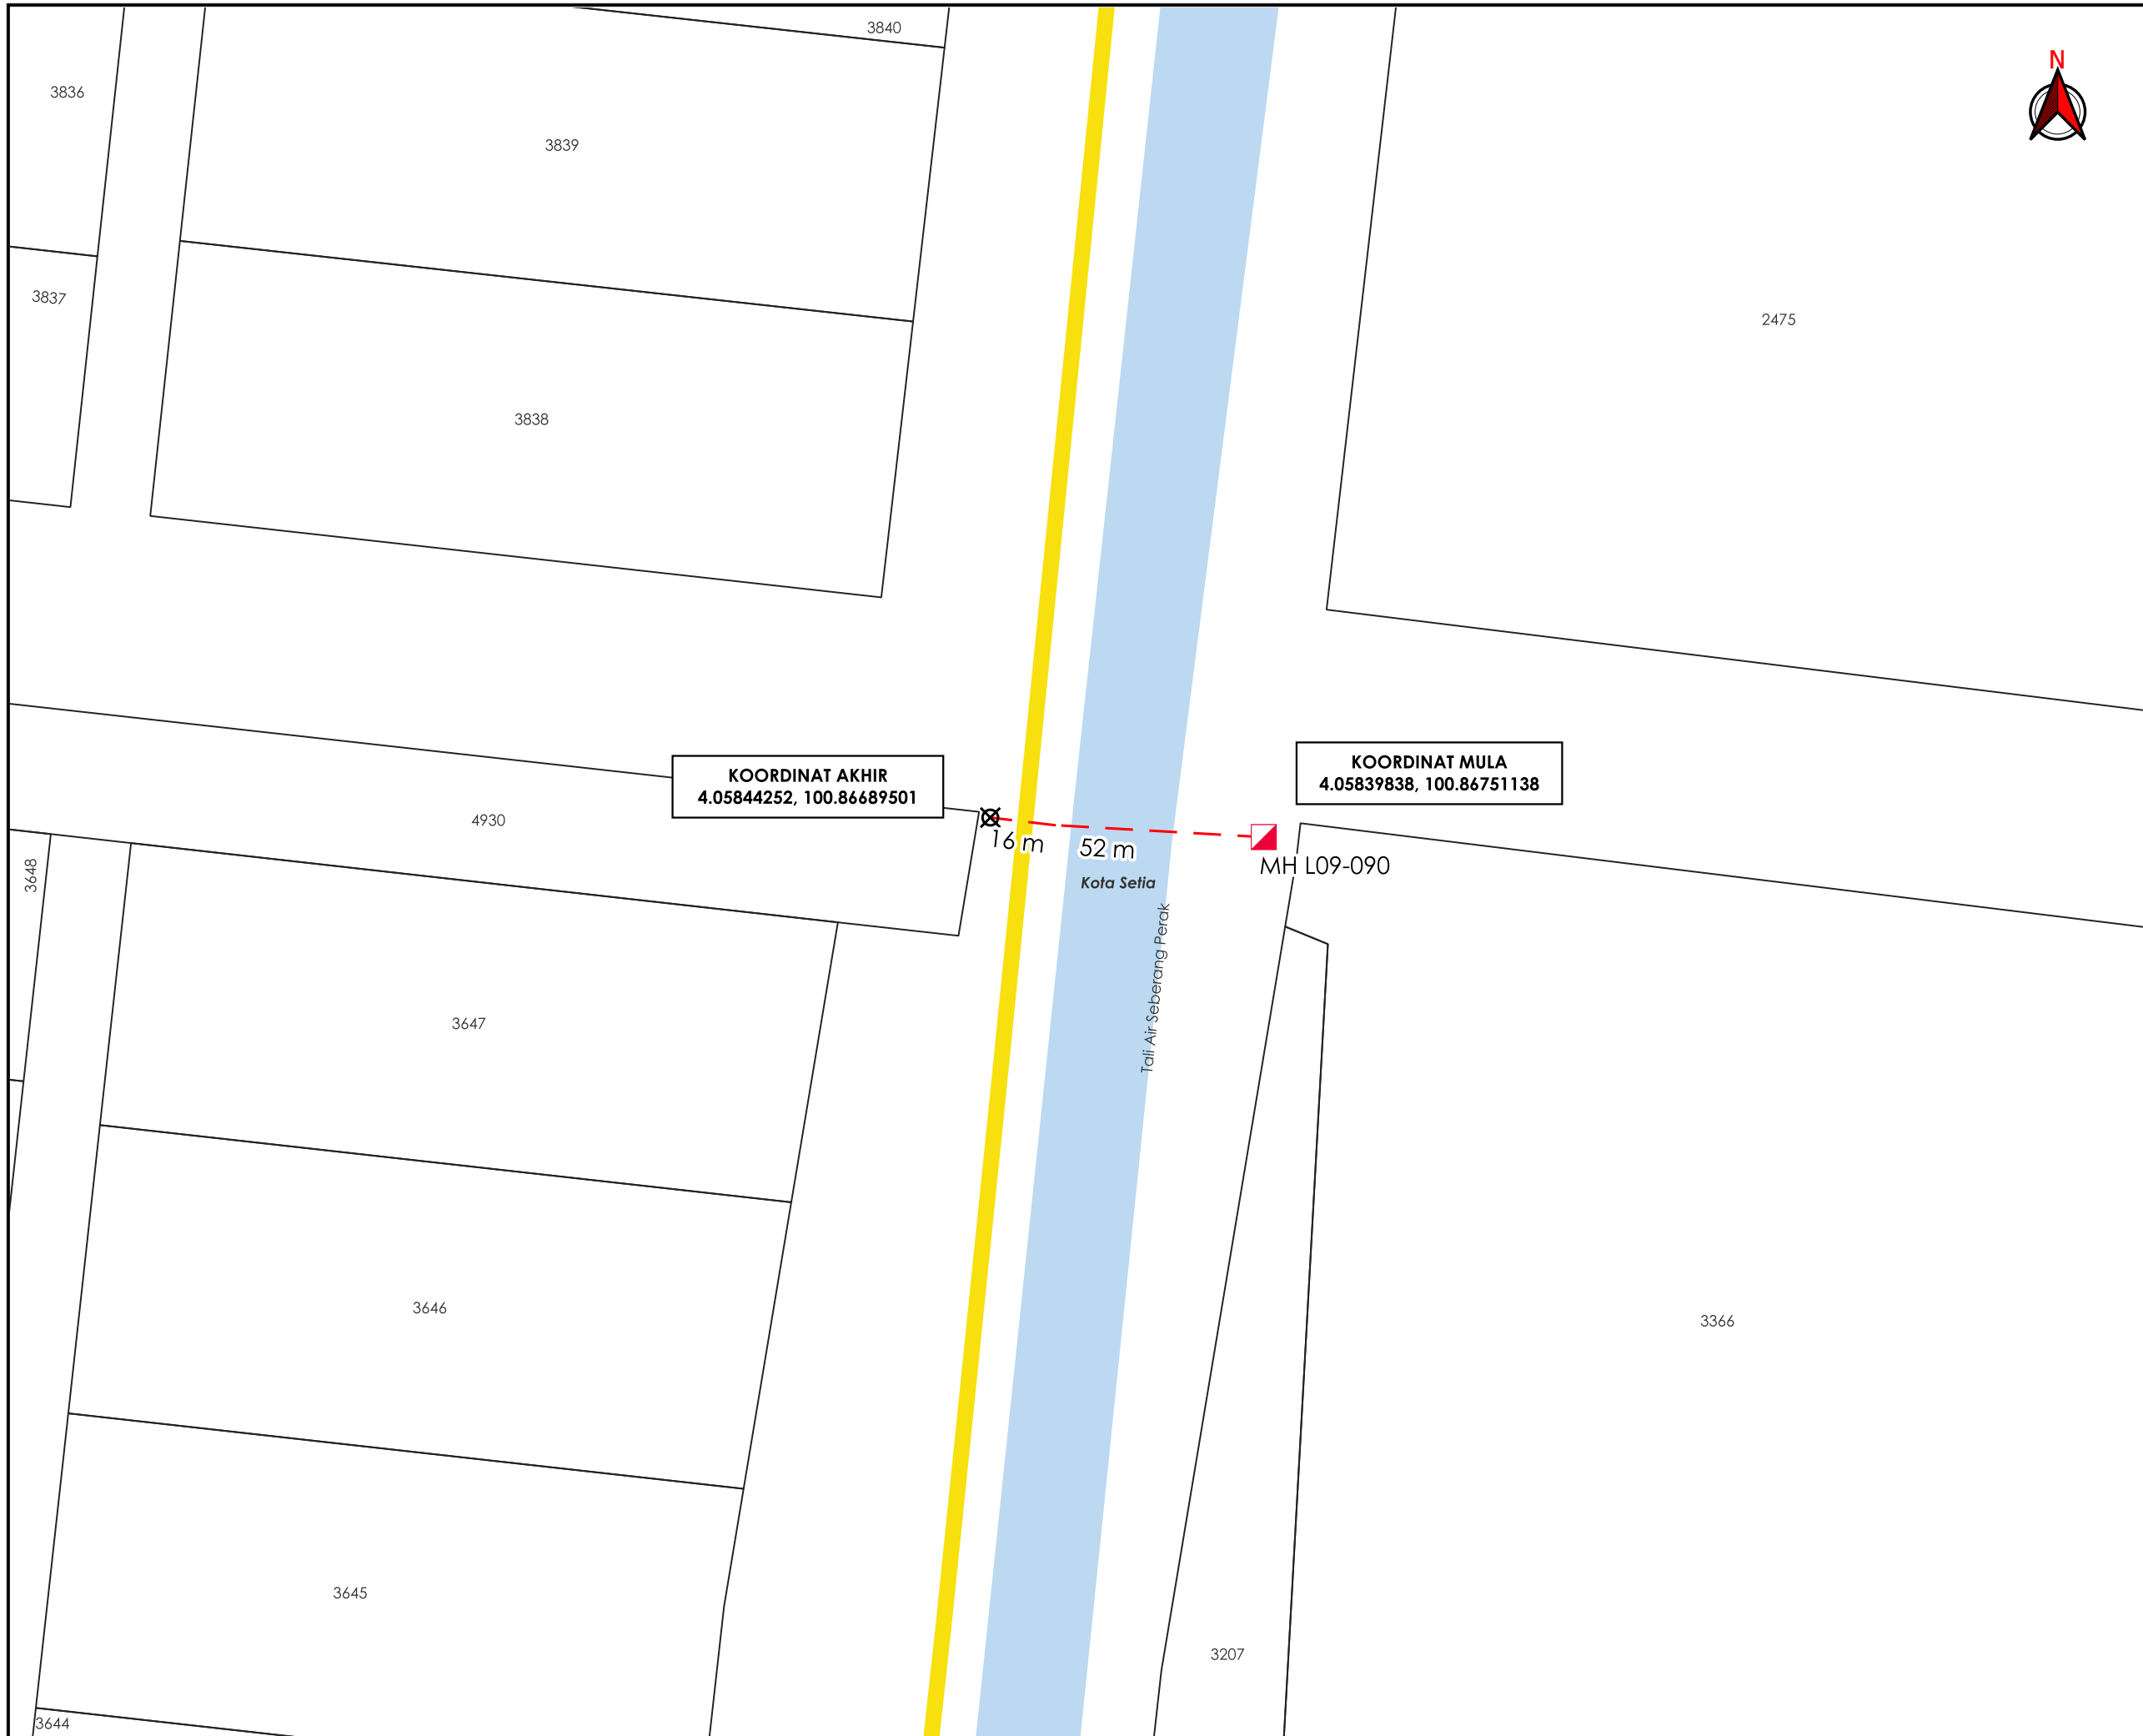 3840
N
3836
3839
3837
2475
3838
KOORDINAT MULA
4.05839838, 100.86751138
KOORDINAT AKHIR
4.05844252, 100.86689501
4930
16 m
52 m
MH L09-090
3648
Kota Setia
Tali Air Seberang Perak
3647
3646
3366
3645
3207
3644